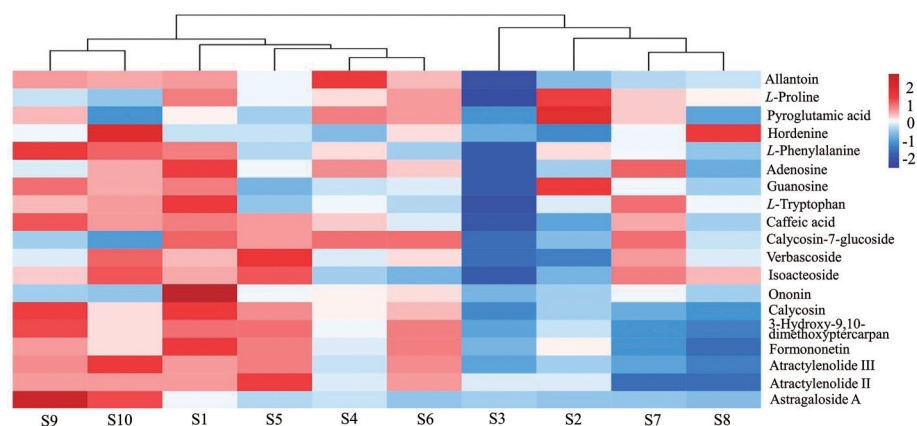 Allantoin
L-Proline
Pyroglutamic acid
Hordenine
L-Phenylalanine
Adenosine
Guanosine
L-Tryptophan
Caffeic acid
Calycosin-7-glucoside
Verbascoside
Isoacteoside
Ononin
Calycosin
3-Hydroxy-9,10-
dimethoxyptercarpan
Formononetin
Atractylenolide III
Atractylenolide II
Astragaloside A
2
1
0
-1
-2
S9 S10 S1 S5 S4 S6 S3 S2 S7 S8